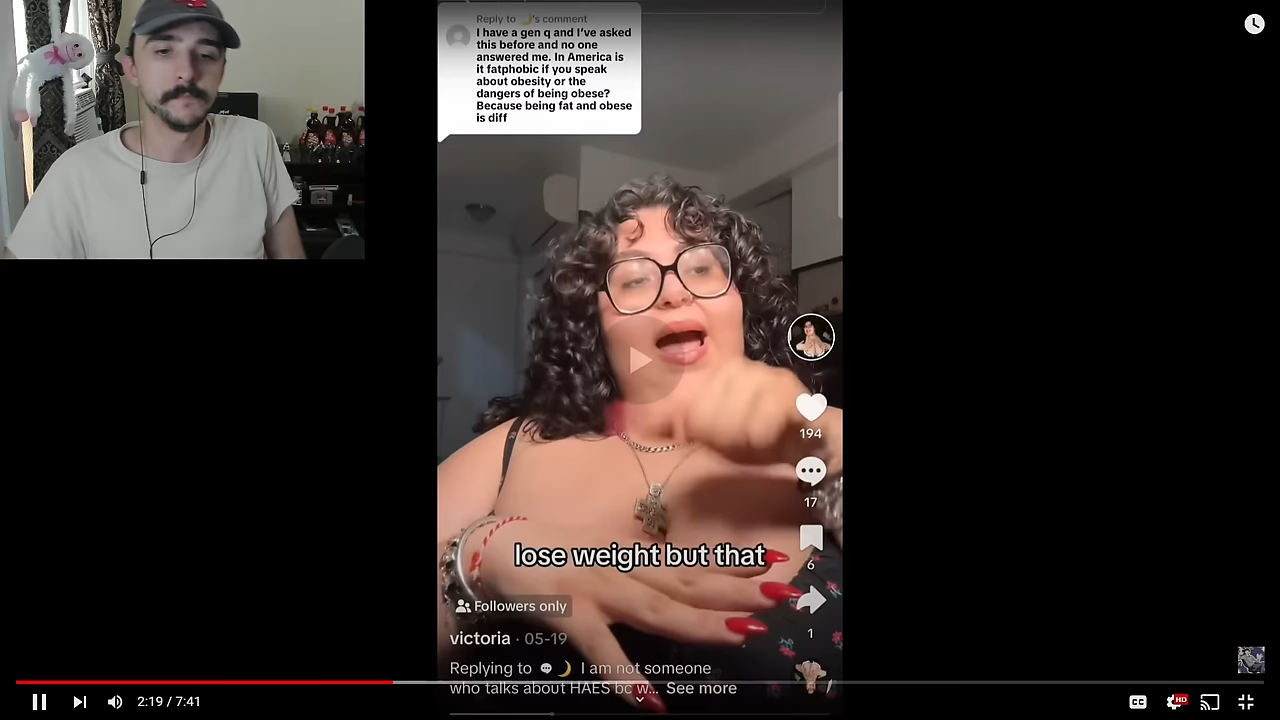 Reply to 🌙's comment
I have a gen q and I've asked
this before and no one
answered me. In America is
it fatphobic if you speak
about obesity or the
dangers of being obese?
Because being fat and obese
is diff
194
17
lose weight but that
6
Followers only
1
victoria · 05-19
Replying to 💬🌙 I am not someone
who talks about HAES bc w... See more
2:19 / 7:41
CC
HD